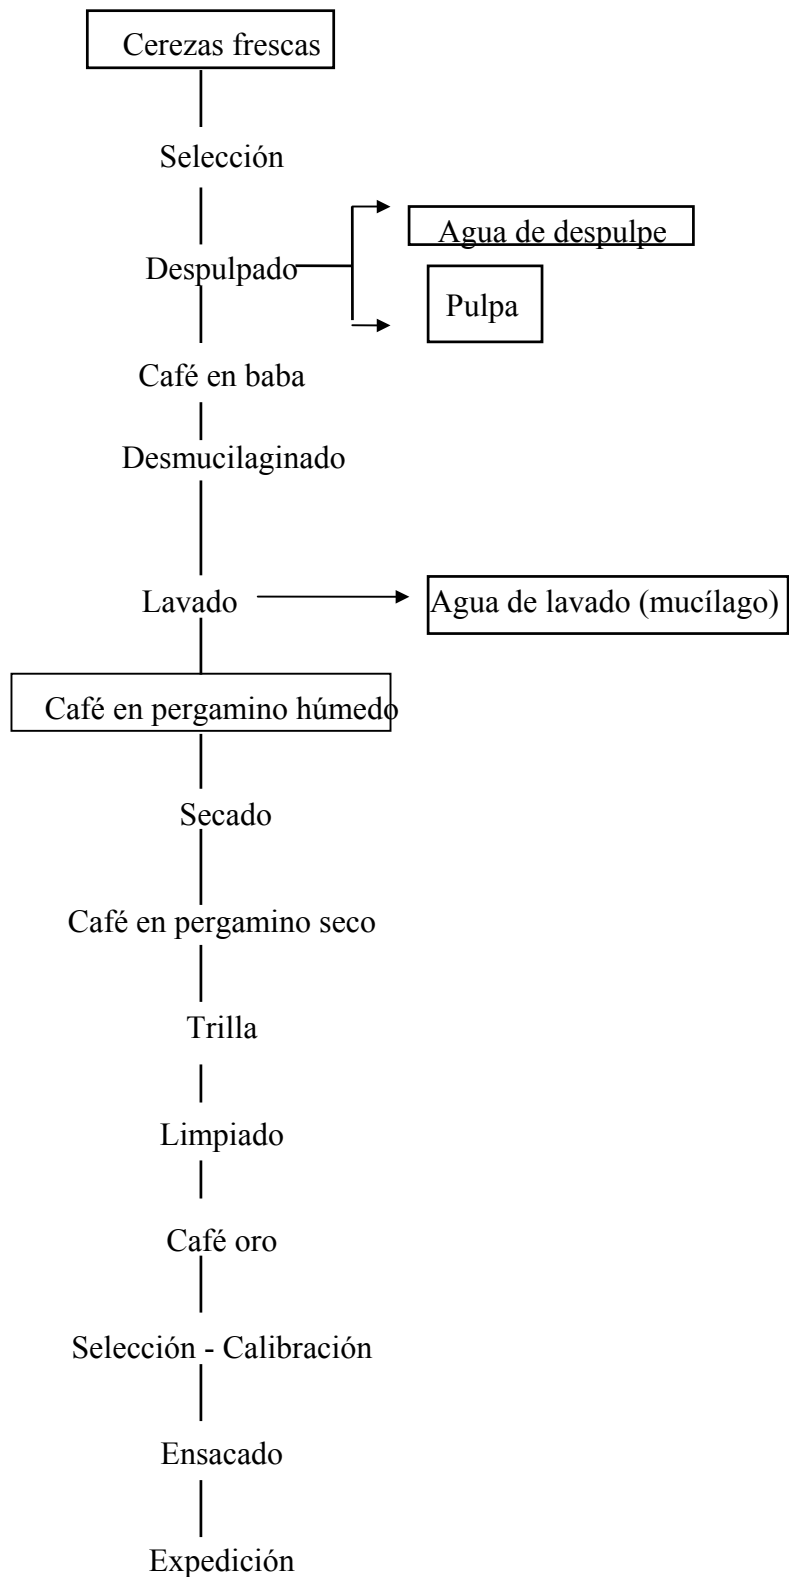 Cerezas frescas
Selección
Agua de despulpe
Despulpado
Pulpa
Café en baba
Desmucilaginado
Lavado
Agua de lavado (mucílago)
Café en pergamino húmedo
Secado
Café en pergamino seco
Trilla
Limpiado
Café oro
Selección - Calibración
Ensacado
Expedición